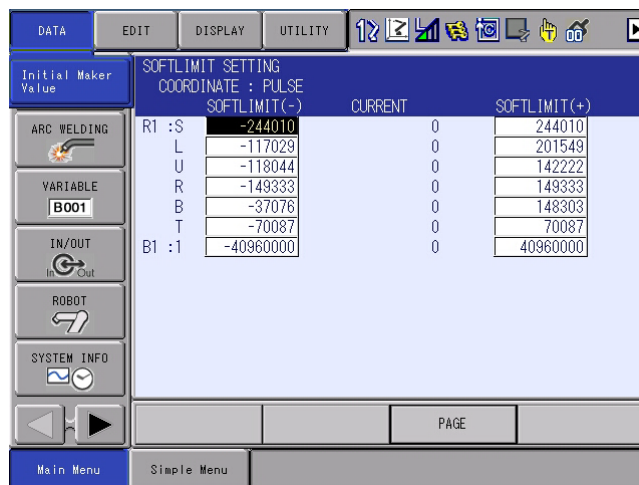 DATA EDIT DISPLAY UTILITY 12
Initial Maker
Value
SOFTLIMIT SETTING
COORDINATE : PULSE
SOFTLIMIT(-) CURRENT SOFTLIMIT(+)
R1 :S -244010 0 244010
L -117029 0 201549
U -118044 0 142222
R -149333 0 149333
B -37076 0 148303
T -70087 0 70087
B1 :1 -40960000 0 40960000
ARC WELDING
VARIABLE
B001
IN/OUT
In Out
ROBOT
SYSTEM INFO
PAGE
Main Menu Simple Menu